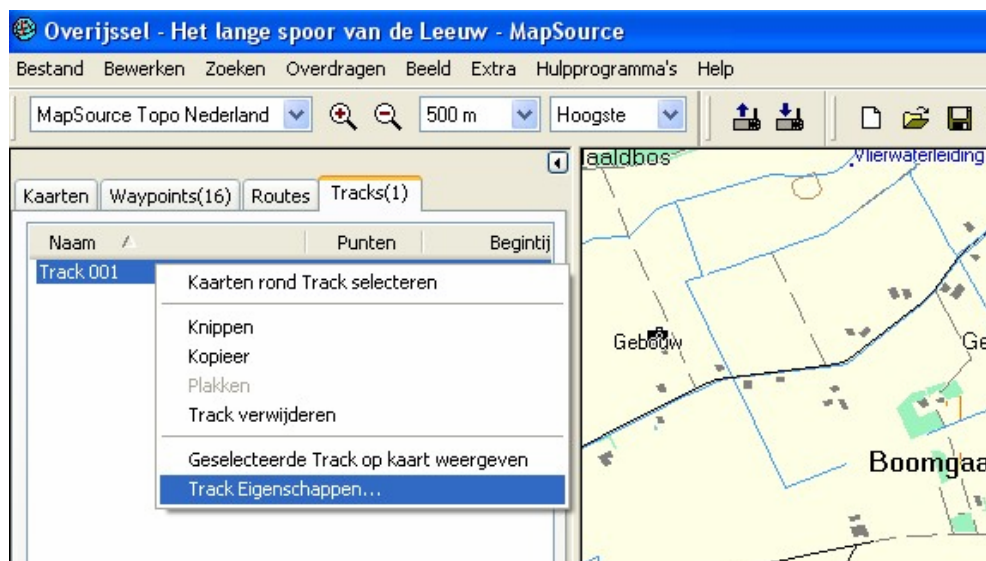 Overijssel - Het lange spoor van de Leeuw - MapSource
Bestand Bewerken Zoeken Overdragen Beeld Extra Hulpprogramma's Help
MapSource Topo Nederland 500 m Hoogste
Kaarten Waypoints(16) Routes Tracks(1)
Naam Punten Begintij
Track 001
Kaarten rond Track selecteren
Knippen
Kopieer
Plakken
Track verwijderen
Geselecteerde Track op kaart weergeven
Track Eigenschappen...
aaldbos
Vlierwaterleiding
Gebouw
Ge
Boomgaa